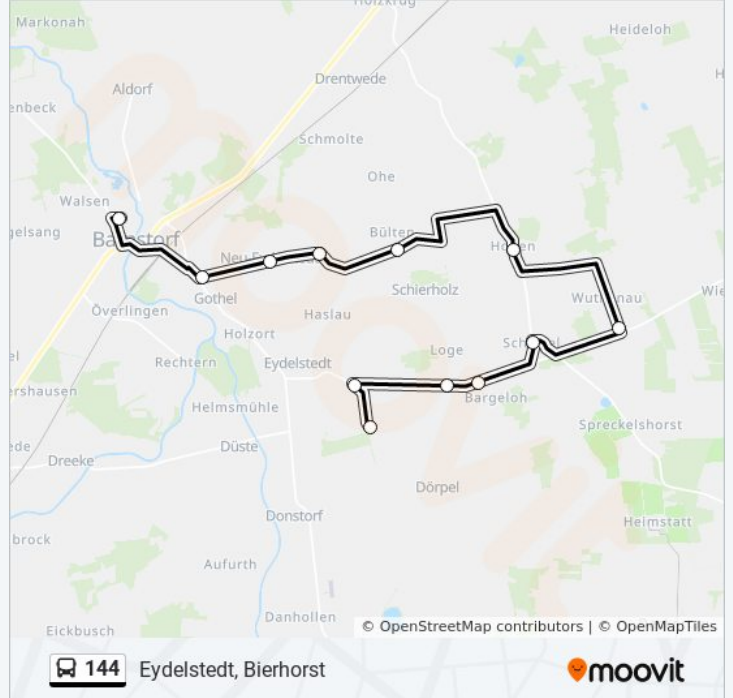 Holzkrug
Markonah
Heideloh
Drentwede
Aldorf
enbeck
Schmolte
Ohe
Walsen
gelsang
Bülten
Schierholz
Gothel
Överlingen
Haslau
Holzort
Rechtern
Eydelstedt
Loge
Bargeloh
ershausen
Helmsmühle
Spreckelshorst
Düste
Dreeke
Dörpel
Donstorf
Heimstatt
brock
Aufurth
Danhollen
Eickbusch
© OpenStreetMap contributors | © OpenMapTiles
144 Eydelstedt, Bierhorst
moovit